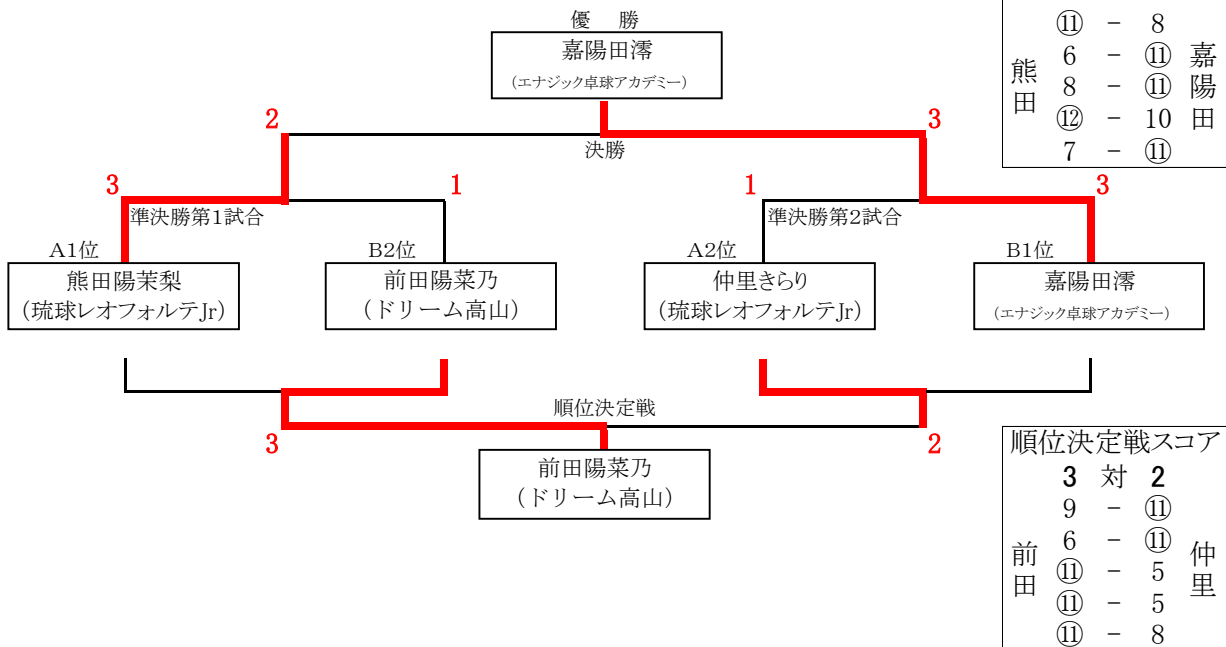 優　勝
嘉陽田澪
(エナジック卓球アカデミー)
2
3
決勝
3
1
1
3
準決勝第1試合
準決勝第2試合
A1位
B2位
A2位
B1位
熊田陽茉梨
(琉球レオフォルテJr)
前田陽菜乃
(ドリーム高山)
仲里きらり
(琉球レオフォルテJr)
嘉陽田澪
(エナジック卓球アカデミー)
順位決定戦
3
2
前田陽菜乃
(ドリーム高山)
熊田
嘉陽田
⑪ － 8
6 － ⑪
8 － ⑪
⑫ － 10
7 － ⑪
順位決定戦スコア
3 対 2
前田
仲里
9 － ⑪
6 － ⑪
⑪ － 5
⑪ － 5
⑪ － 8